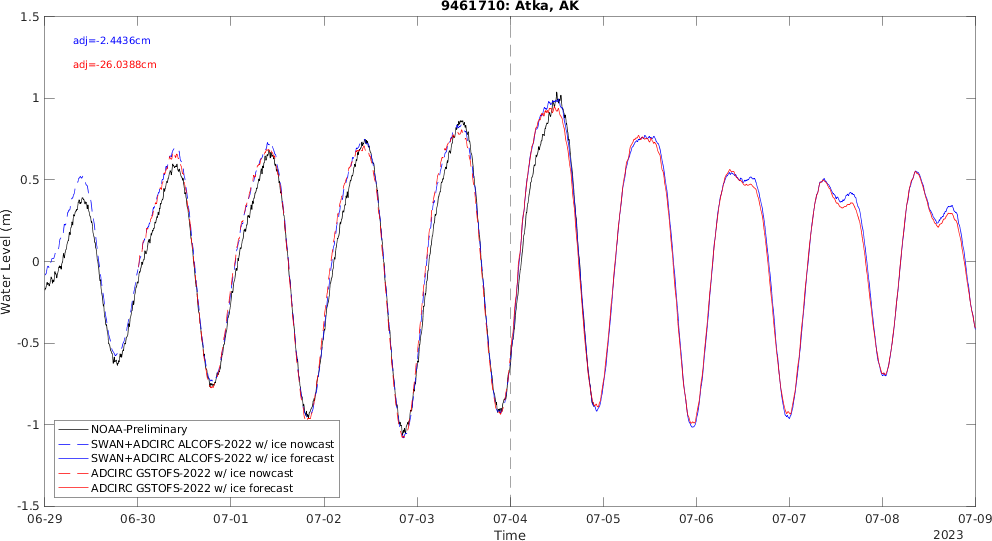 9461710: Atka, AK
1.5
adj=-2.4436cm
adj=-26.0388cm
1
0.5
0
-0.5
-1
-1.5
Water Level (m)
NOAA-Preliminary
SWAN+ADCIRC ALCOFS-2022 w/ ice nowcast
SWAN+ADCIRC ALCOFS-2022 w/ ice forecast
ADCIRC GSTOFS-2022 w/ ice nowcast
ADCIRC GSTOFS-2022 w/ ice forecast
06-29 06-30 07-01 07-02 07-03 07-04 07-05 07-06 07-07 07-08 07-09
Time
2023